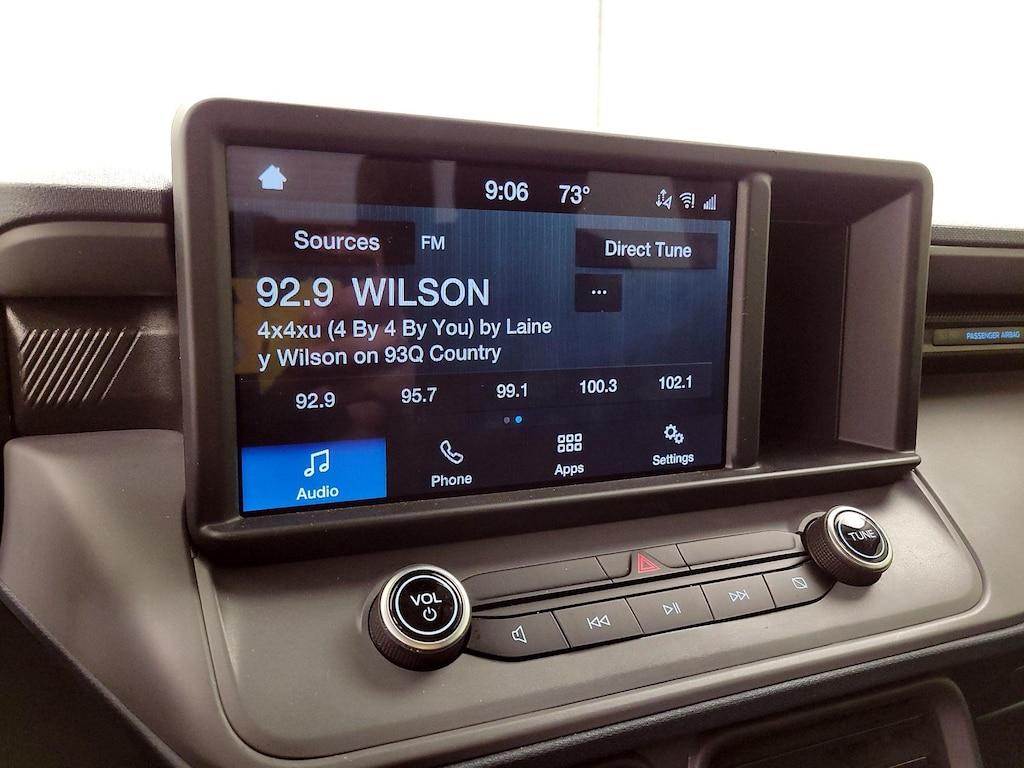 9:06 73°
Sources FM Direct Tune
92.9 WILSON
4x4xu (4 By 4 By You) by Laine
y Wilson on 93Q Country
92.9 95.7 99.1 100.3 102.1
Audio Phone Apps Settings
PASSENGER AIRBAG
VOL
TUNE